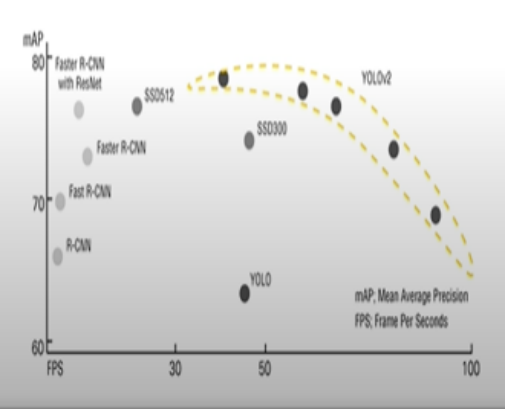 mAP
80
Faster R-CNN
with ResNet
SSD512
YOLOv2
SSD300
Faster R-CNN
70
Fast R-CNN
R-CNN
YOLO
mAP; Mean Average Precision
FPS; Frame Per Seconds
60
FPS
30
50
100